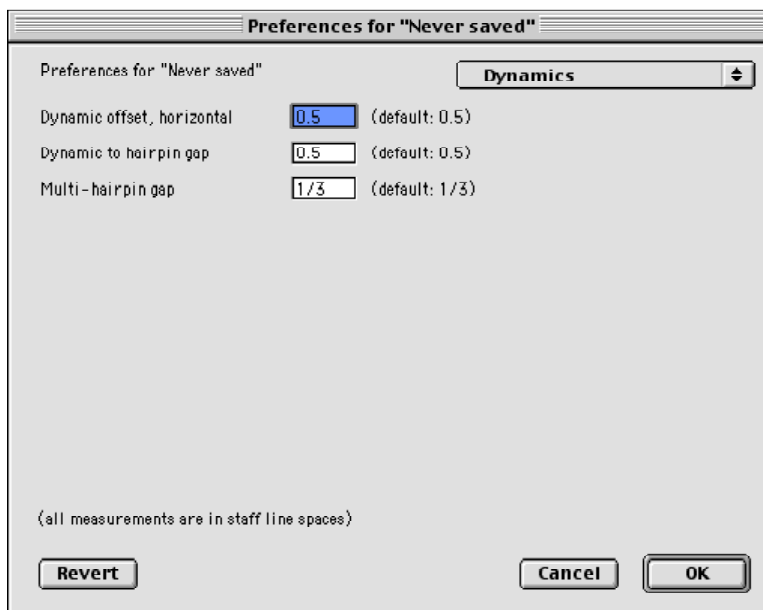 Preferences for "Never saved"
Preferences for "Never saved"
Dynamics
Dynamic offset, horizontal 0.5 (default: 0.5)
Dynamic to hairpin gap 0.5 (default: 0.5)
Multi-hairpin gap 1/3 (default: 1/3)
(all measurements are in staff line spaces)
Revert Cancel OK